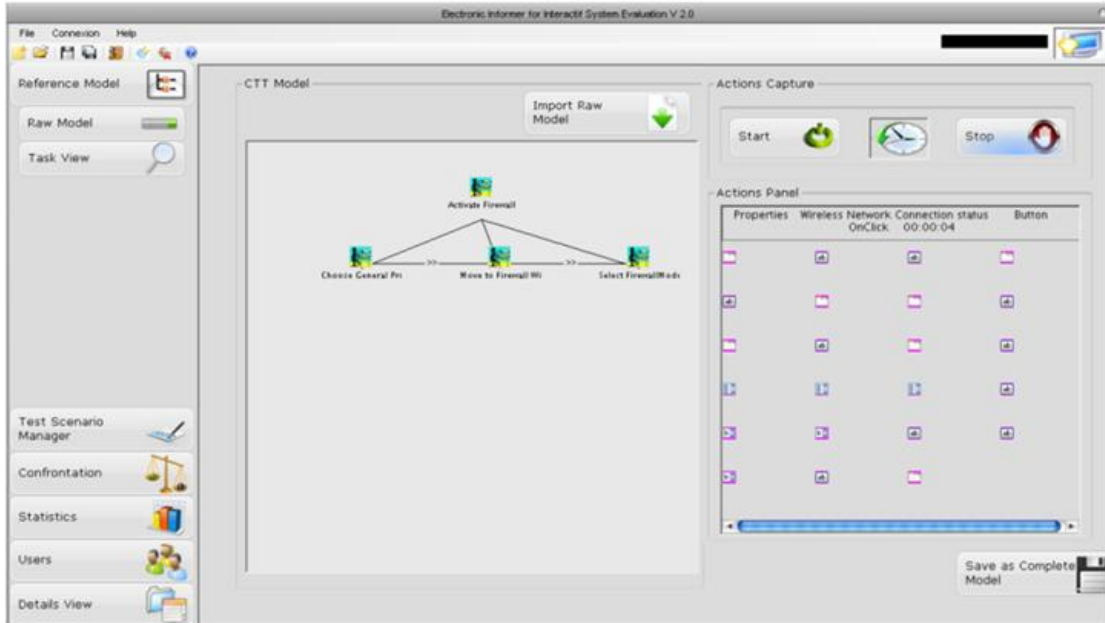 Electronic Informer for Interactif System Evaluation V 2.0
File Connexion Help
Reference Model
Raw Model
Task View
Test Scenario
Manager
Confrontation
Statistics
Users
Details View
CTT Model
Import Raw
Model
Activate Firewall
>> >>
Choose General Pri
Move to Firewall Wi
Select FirewallMode
Actions Capture
Start
Stop
Actions Panel
Properties Wireless Network Connection status Button
OnClick 00:00:04
Save as Complete
Model